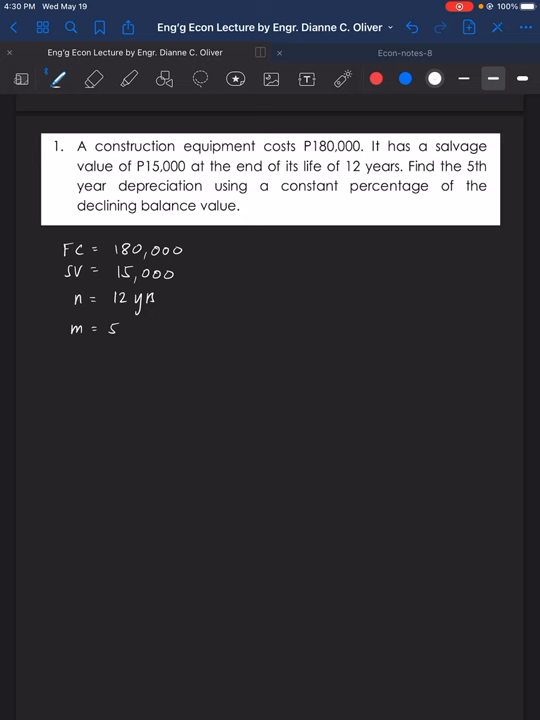 4:30 PM Wed May 19
100%
Eng'g Econ Lecture by Engr. Dianne C. Oliver
Eng'g Econ Lecture by Engr. Dianne C. Oliver
Econ-notes-8
1. A construction equipment costs P180,000. It has a salvage
value of P15,000 at the end of its life of 12 years. Find the 5th
year depreciation using a constant percentage of the
declining balance value.
FC = 180,000
SV = 15,000
n = 12 yrs
m = 5